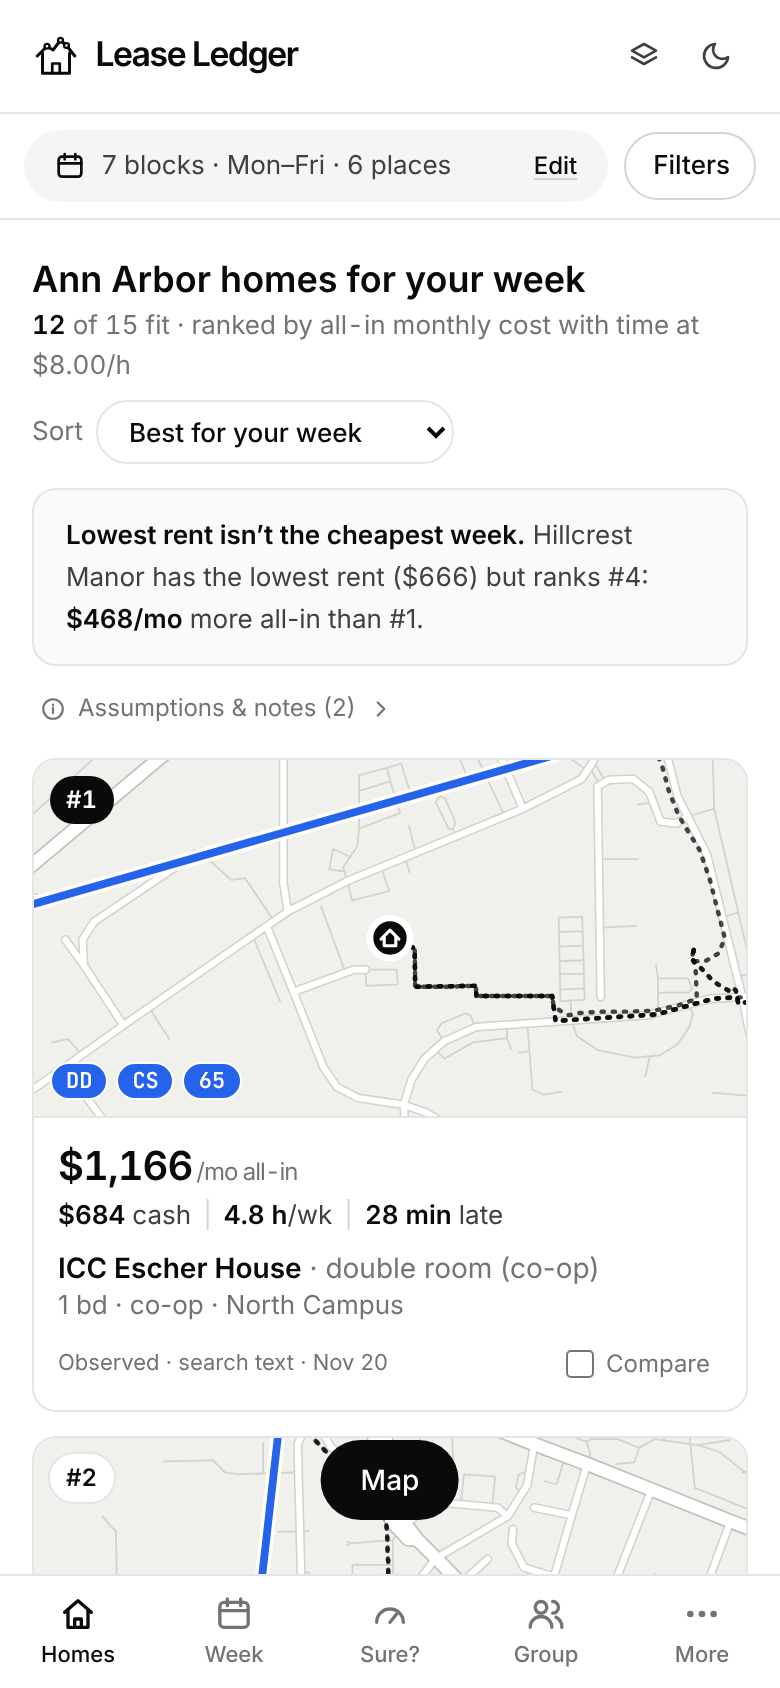 Lease Ledger
7 blocks · Mon–Fri · 6 places Edit Filters
Ann Arbor homes for your week
12 of 15 fit · ranked by all-in monthly cost with time at
$8.00/h
Sort Best for your week
Lowest rent isn’t the cheapest week. Hillcrest
Manor has the lowest rent ($666) but ranks #4:
$468/mo more all-in than #1.
Assumptions & notes (2)
#1
DD CS 65
$1,166 /mo all-in
$684 cash 4.8 h/wk 28 min late
ICC Escher House · double room (co-op)
1 bd · co-op · North Campus
Observed · search text · Nov 20 Compare
#2
Map
Homes Week Sure? Group More